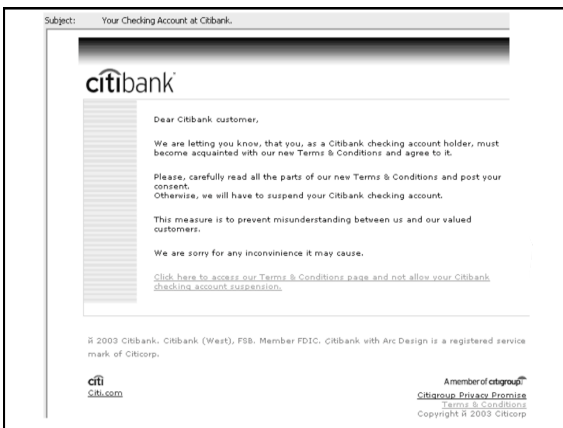 Subject: Your Checking Account at Citibank.
citibank
Dear Citibank customer,
We are letting you know, that you, as a Citibank checking account holder, must
become acquainted with our new Terms & Conditions and agree to it.
Please, carefully read all the parts of our new Terms & Conditions and post your
consent.
Otherwise, we will have to suspend your Citibank checking account.
This measure is to prevent misunderstanding between us and our valued
customers.
We are sorry for any inconvinience it may cause.
Click here to access our Terms & Conditions page and not allow your Citibank
checking account suspension.
й 2003 Citibank. Citibank (West), FSB. Member FDIC. Citibank with Arc Design is a registered service
mark of Citicorp.
citi
Citi.com
A member of citigroup
Citigroup Privacy Promise
Terms & Conditions
Copyright й 2003 Citicorp